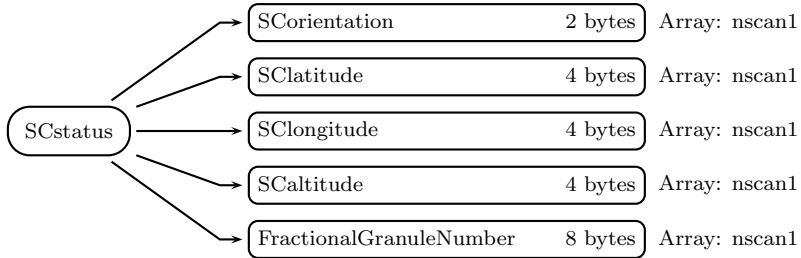 SCorientation 2 bytes Array: nscan1
SClatitude 4 bytes Array: nscan1
SCstatus SClongitude 4 bytes Array: nscan1
SCaltitude 4 bytes Array: nscan1
FractionalGranuleNumber 8 bytes Array: nscan1